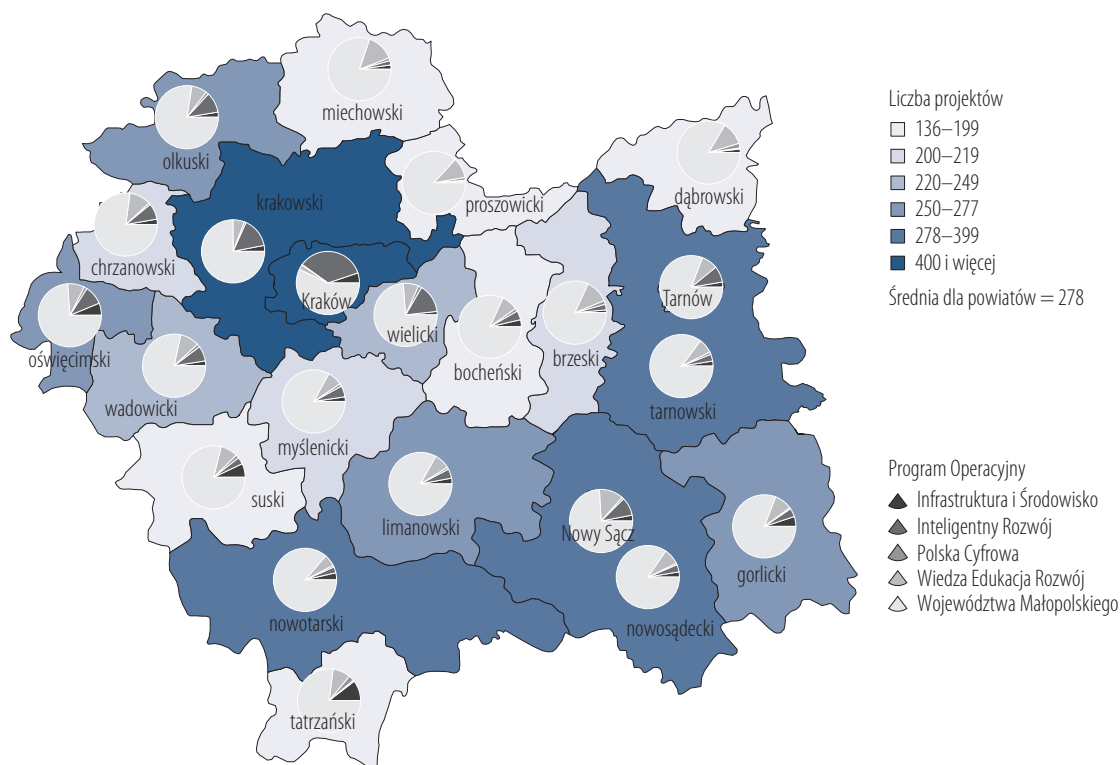 miechowski
olkuski
krakowski
proszowicki
dąbrowski
chrzanowski
Kraków
Tarnów
oświęcimski
wielicki
bocheński
brzeski
wadowicki
tarnowski
myślenicki
suski
limanowski
Nowy Sącz
gorlicki
nowotarski
nowosądecki
tatrzański
Liczba projektów
136–199
200–219
220–249
250–277
278–399
400 i więcej
Średnia dla powiatów = 278
Program Operacyjny
Infrastruktura i Środowisko
Inteligentny Rozwój
Polska Cyfrowa
Wiedza Edukacja Rozwój
Województwa Małopolskiego